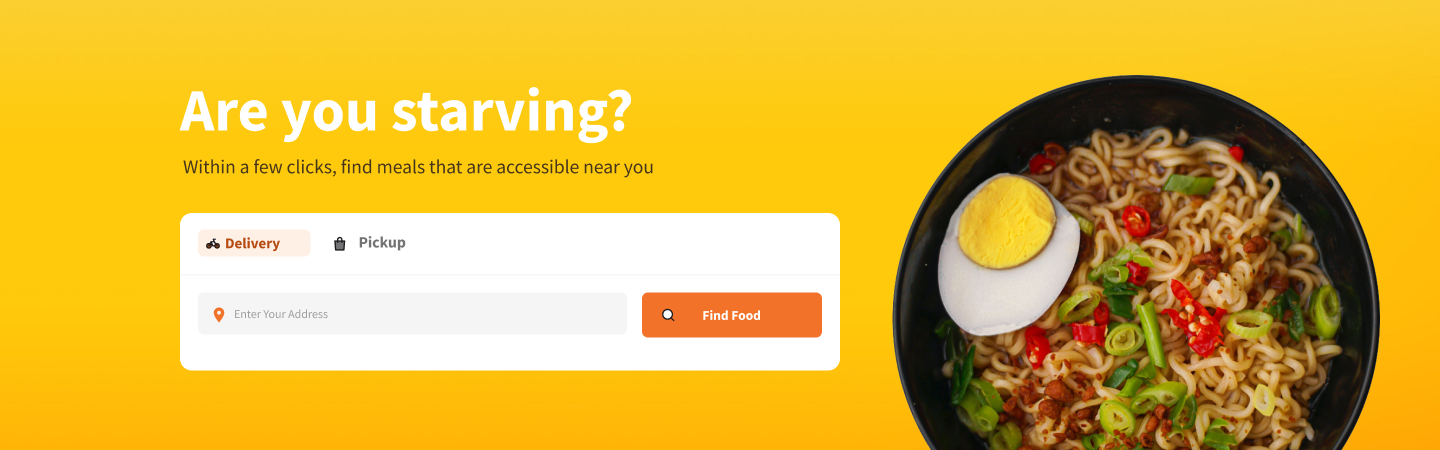 Are you starving?
Within a few clicks, find meals that are accessible near you
Delivery
Pickup
Enter Your Address
Find Food